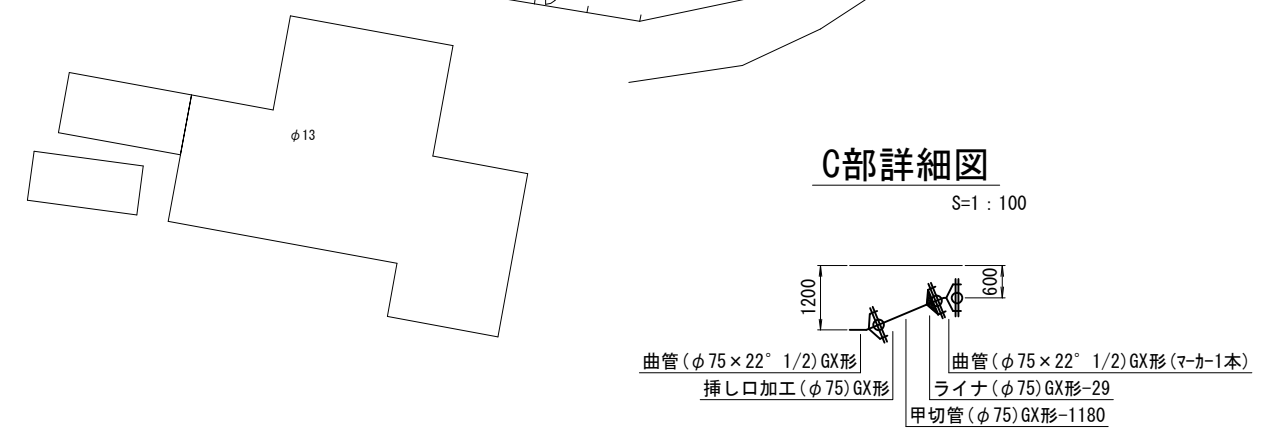 φ13
C部詳細図
S=1：100
1200
600
曲管(φ75×22°1/2)GX形
曲管(φ75×22°1/2)GX形(ﾏｰｶｰ1本)
挿し口加工(φ75)GX形
ライナ(φ75)GX形-29
甲切管(φ75)GX形-1180